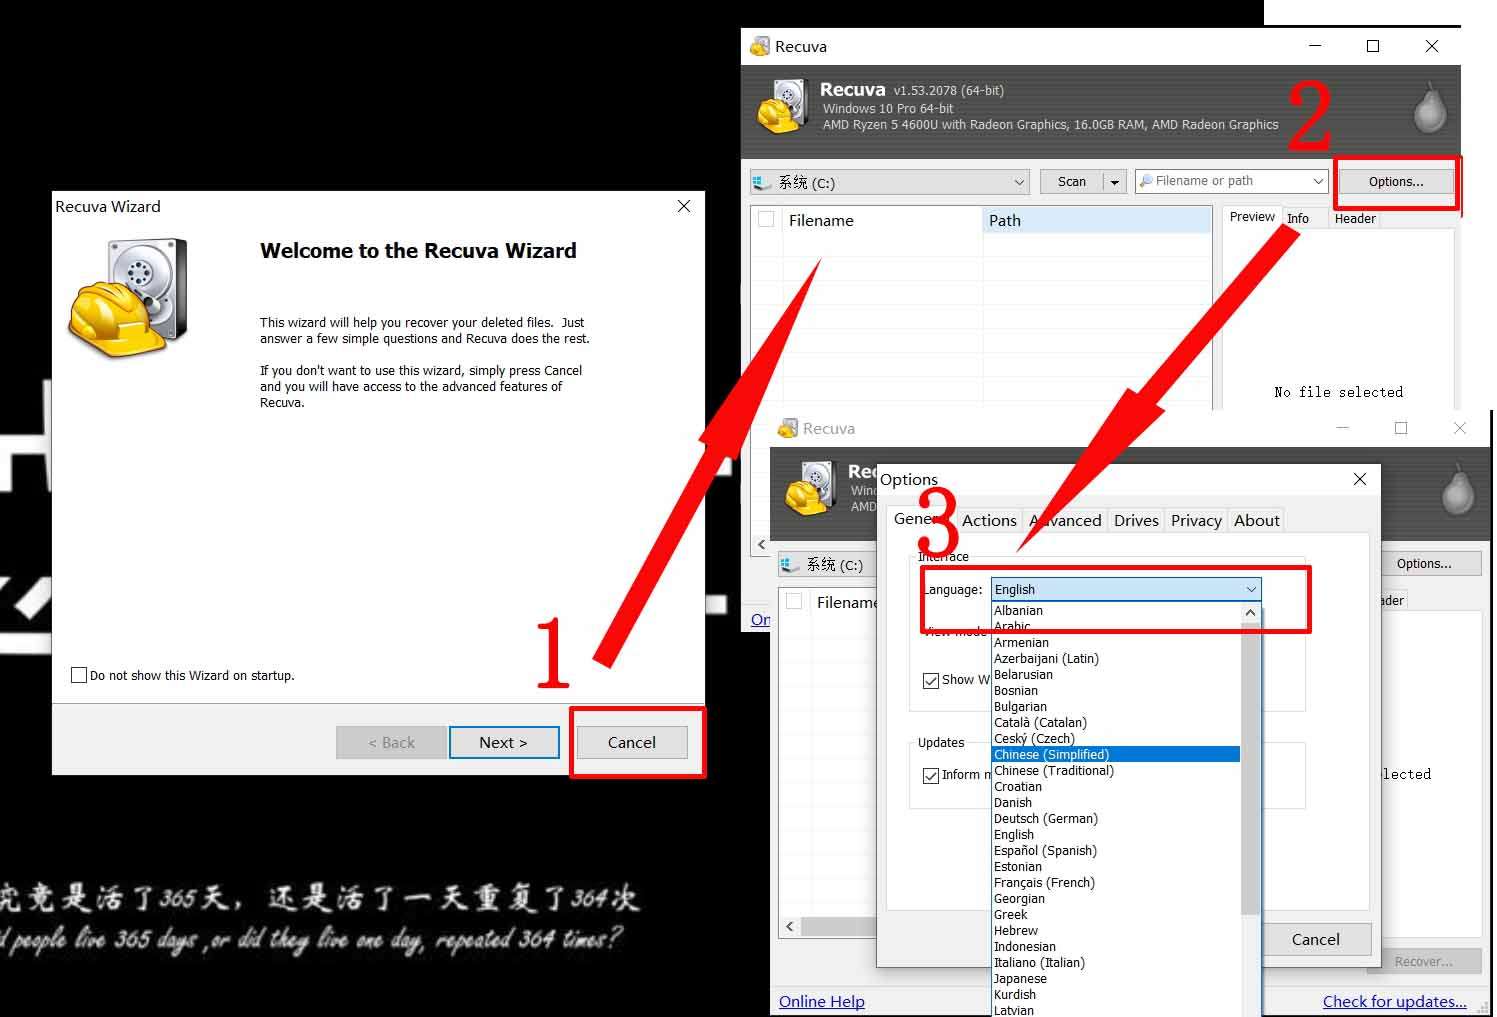 Recuva Wizard
Welcome to the Recuva Wizard
This wizard will help you recover your deleted files. Just
answer a few simple questions and Recuva does the rest.
If you don't want to use this wizard, simply press Cancel
and you will have access to the advanced features of
Recuva.
1
Do not show this Wizard on startup.
< Back
Next >
Cancel
究竟是活了365天，还是活了一天重复了364次
people live 365 days ,or did they live one day, repeated 364 times?
Recuva
Recuva v1.53.2078 (64-bit)
Windows 10 Pro 64-bit
AMD Ryzen 5 4600U with Radeon Graphics, 16.0GB RAM, AMD Radeon Graphics
2
系统 (C:)
Scan
Filename or path
Options...
Filename
Path
Preview
Info
Header
No file selected
On
Recuva
Rec
Win
AMD
系统 (C:)
Options...
Filename
ader
lected
Options
3
General
Actions
Advanced
Drives
Privacy
About
Interface
Language:
English
View mode
Show W
Updates
Inform
Albanian
Arabic
Armenian
Azerbaijani (Latin)
Belarusian
Bosnian
Bulgarian
Català (Catalan)
Ceský (Czech)
Chinese (Simplified)
Chinese (Traditional)
Croatian
Danish
Deutsch (German)
English
Español (Spanish)
Estonian
Français (French)
Georgian
Greek
Hebrew
Indonesian
Italiano (Italian)
Japanese
Kurdish
Latvian
Cancel
Recover...
Online Help
Check for updates...